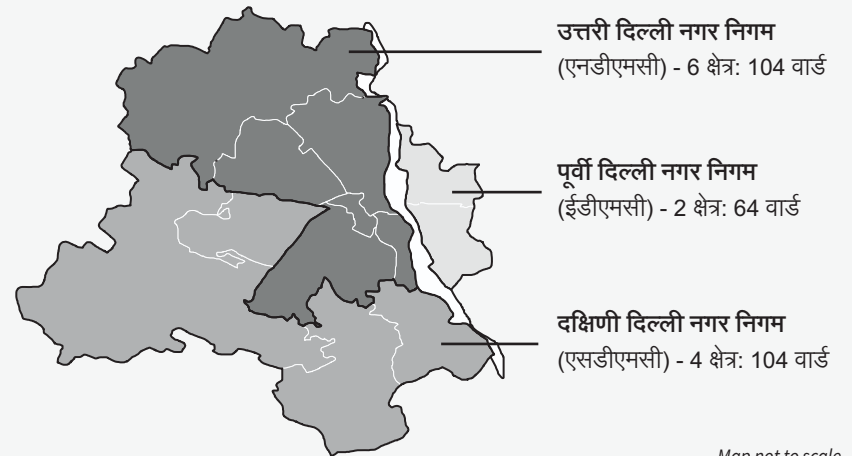 उत्तरी दिल्ली नगर निगम
(एनडीएमसी) - 6 क्षेत्र: 104 वार्ड
पूर्वी दिल्ली नगर निगम
(ईडीएमसी) - 2 क्षेत्र: 64 वार्ड
दक्षिणी दिल्ली नगर निगम
(एसडीएमसी) - 4 क्षेत्र: 104 वार्ड
Map not to scale